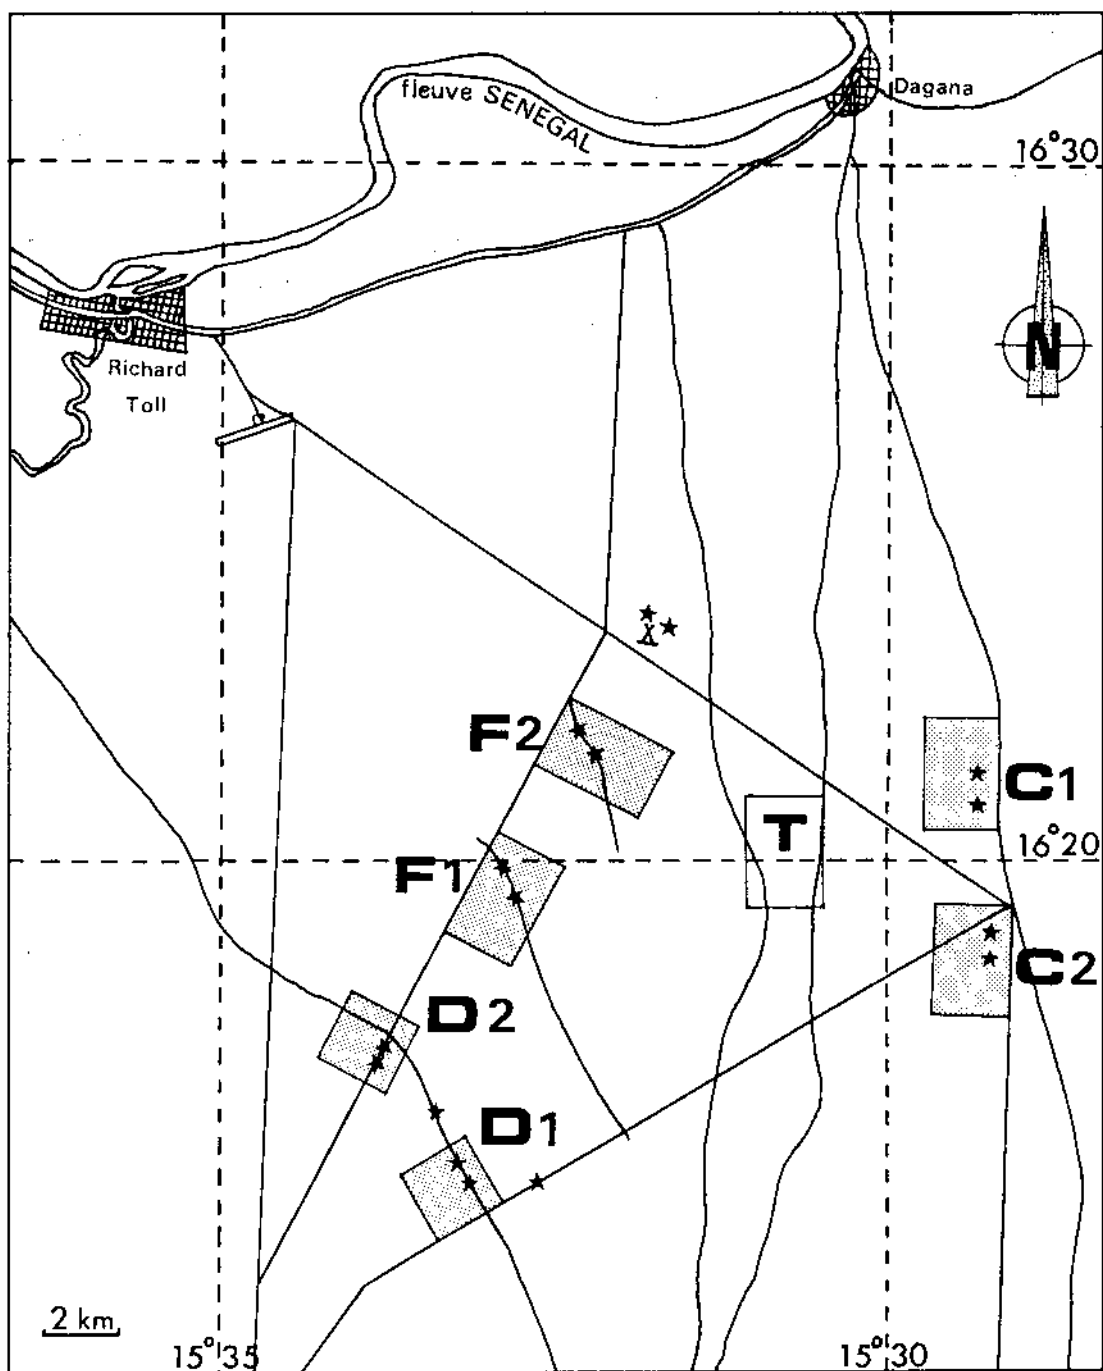 fleuve SENEGAL
Dagana
16°30
N
Richard
Toll
F2
C1
T
16°20
F1
C2
D2
D1
2 km
15°35
15°30